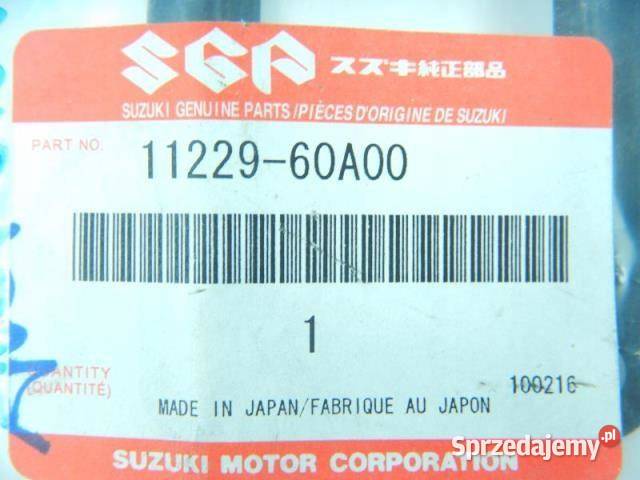 SGP スズキ純正部品
SUZUKI GENUINE PARTS/PIÈCES D'ORIGINE DE SUZUKI
PART NO. 11229-60A00
1
QUANTITY
(QUANTITÉ)
100216
MADE IN JAPAN/FABRIQUE AU JAPON
SUZUKI MOTOR CORPORATION
Sprzedajemy.pl